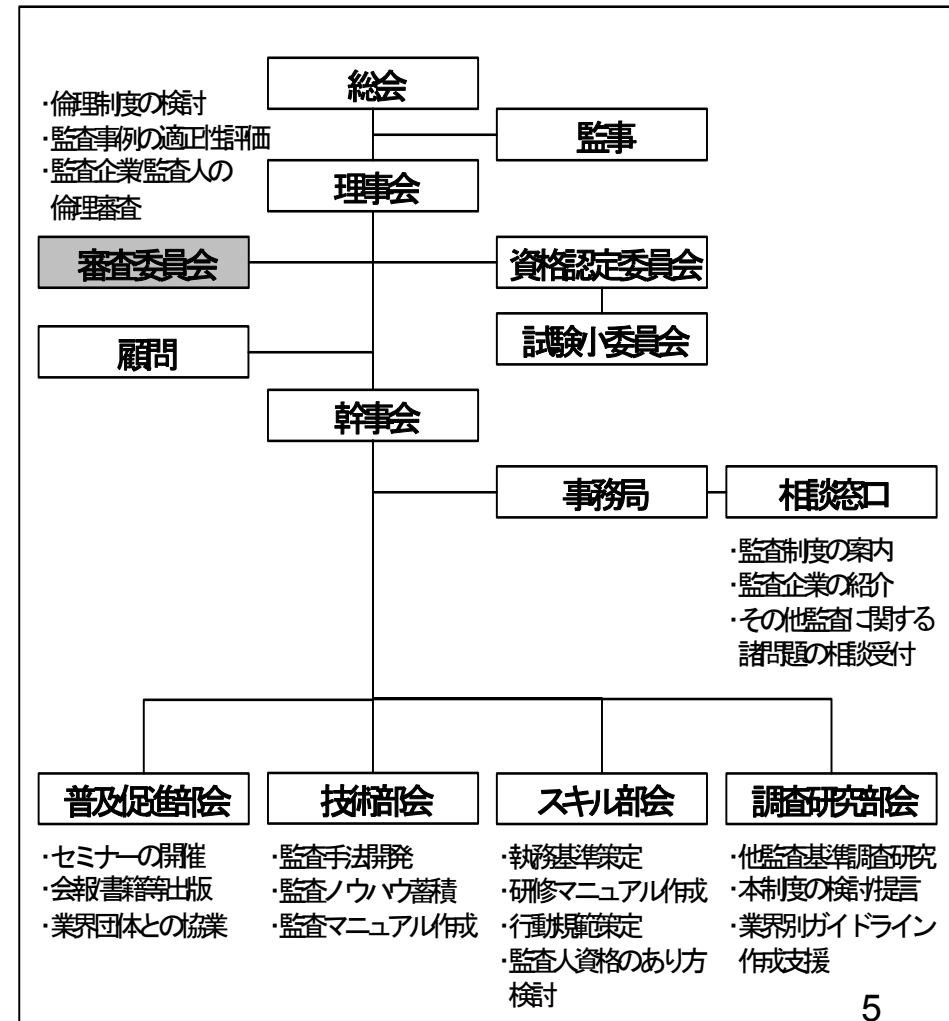 総会
・倫理制度の検討
・監査事例の適正性評価
・監査企業/監査人の
倫理審査
監事
理事会
審査委員会
資格認定委員会
顧問
試験小委員会
幹事会
事務局
相談窓口
・監査制度の案内
・監査企業の紹介
・その他監査に関する
諸問題の相談受付
普及促進部会
・セミナーの開催
・会報/書籍等出版
・業界団体との協業
技術部会
・監査手法開発
・監査ノウハウ蓄積
・監査マニュアル作成
スキル部会
・執務基準策定
・研修マニュアル作成
・行動規範策定
・監査人資格のあり方
検討
調査研究部会
・他監査基準調査研究
・本制度の検討/提言
・業界別ガイドライン
作成支援
5